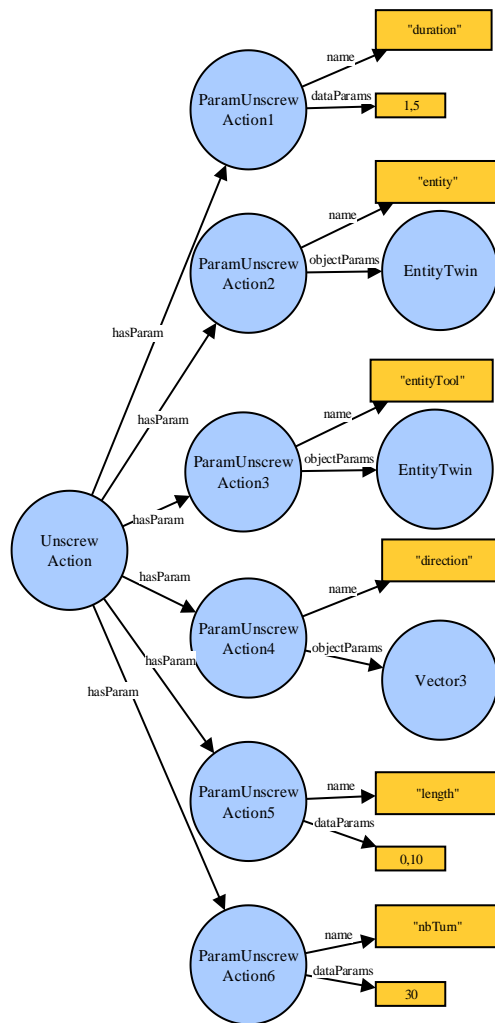 "duration"
name
ParamUnscrew
Action1
dataParams
1,5
"entity"
name
ParamUnscrew
Action2
objectParams
EntityTwin
hasParam
"entityTool"
name
hasParam
objectParams
ParamUnscrew
Action3
EntityTwin
hasParam
Unscrew
Action
"direction"
hasParam
name
ParamUnscrew
Action4
objectParams
hasParam
Vector3
hasParam
name
"length"
ParamUnscrew
Action5
dataParams
0,10
"nbTurn"
name
ParamUnscrew
Action6
dataParams
30